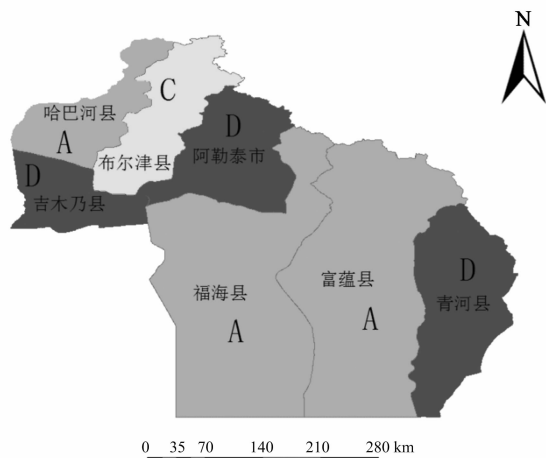 N
C
哈巴河县
D
A
布尔津县
阿勒泰市
D
吉木乃县
D
福海县
富蕴县
青河县
A
A
0 35 70 140 210 280 km